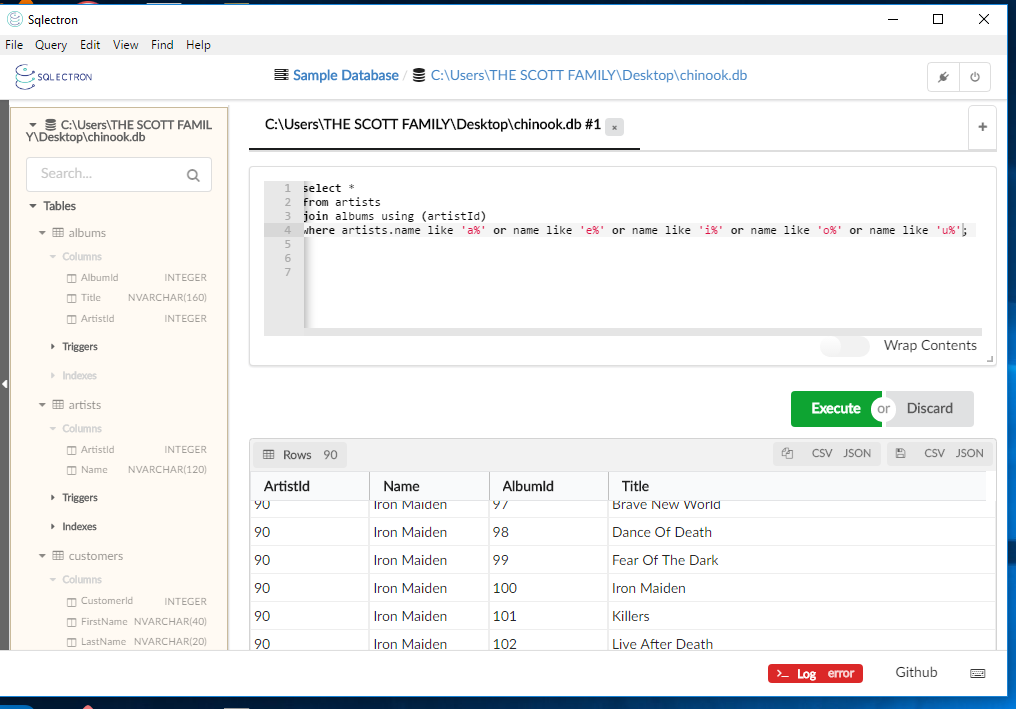 Sqlectron
File Query Edit View Find Help
SQLECTRON
Sample Database / C:\Users\THE SCOTT FAMILY\Desktop\chinook.db
C:\Users\THE SCOTT FAMIL
Y\Desktop\chinook.db
Search...
Tables
albums
Columns
AlbumId INTEGER
Title NVARCHAR(160)
ArtistId INTEGER
Triggers
Indexes
artists
Columns
ArtistId INTEGER
Name NVARCHAR(120)
Triggers
Indexes
customers
Columns
CustomerId INTEGER
FirstName NVARCHAR(40)
LastName NVARCHAR(20)
C:\Users\THE SCOTT FAMILY\Desktop\chinook.db #1 ×
+
1 select *
2 from artists
3 join albums using (artistId)
4 where artists.name like 'a%' or name like 'e%' or name like 'i%' or name like 'o%' or name like 'u%';
5
6
7
Wrap Contents
Execute or Discard
Rows 90 CSV JSON CSV JSON
ArtistId Name AlbumId Title
90 Iron Maiden 97 Brave New World
90 Iron Maiden 98 Dance Of Death
90 Iron Maiden 99 Fear Of The Dark
90 Iron Maiden 100 Iron Maiden
90 Iron Maiden 101 Killers
90 Iron Maiden 102 Live After Death
>_ Log error Github